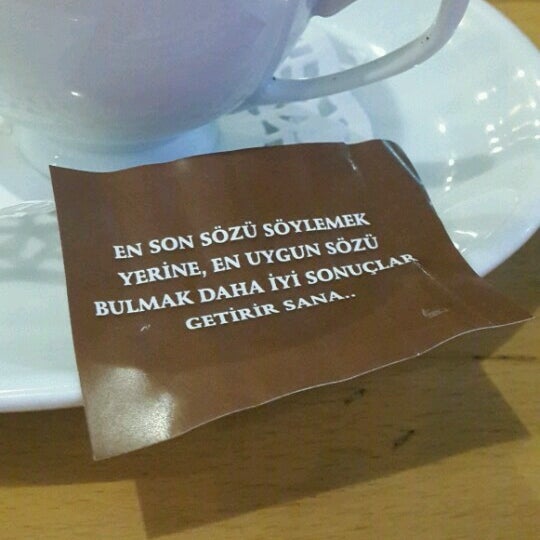 EN SON SÖZÜ SÖYLEMEK
YERİNE, EN UYGUN SÖZÜ
BULMAK DAHA İYİ SONUÇLAR
GETİRİR SANA..